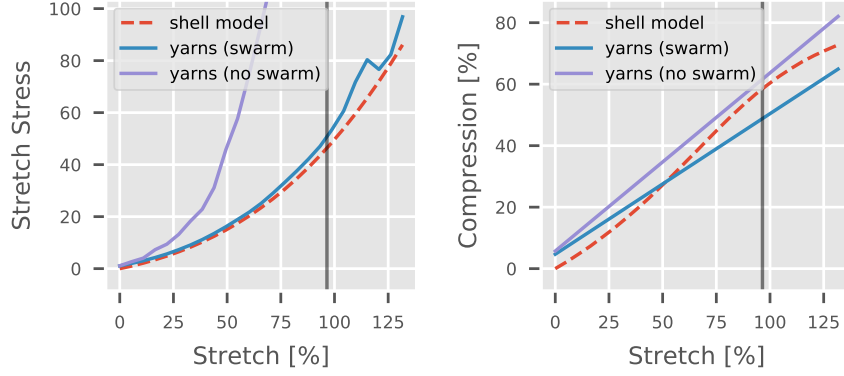 100
80
60
40
20
0
Stretch Stress
shell model
yarns (swarm)
yarns (no swarm)
0 25 50 75 100 125
Stretch [%]
80
60
40
20
0
Compression [%]
shell model
yarns (swarm)
yarns (no swarm)
0 25 50 75 100 125
Stretch [%]